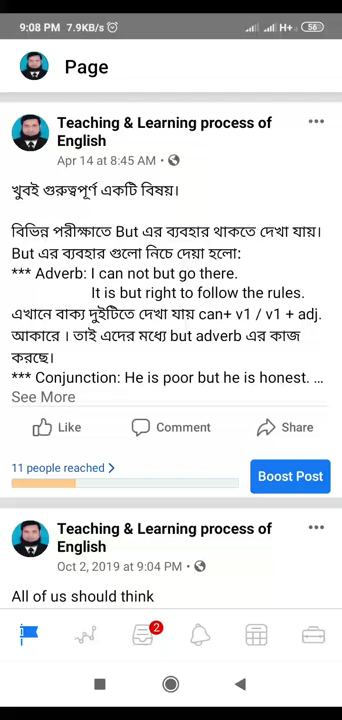 9:08 PM 7.9KB/s
H+ 56
Page
Teaching & Learning process of
English
Apr 14 at 8:45 AM •
খুবই গুরুত্বপূর্ণ একটি বিষয়।
বিভিন্ন পরীক্ষাতে But এর ব্যবহার থাকতে দেখা যায়।
But এর ব্যবহার গুলো নিচে দেয়া হলো:
*** Adverb: I can not but go there.
It is but right to follow the rules.
এখানে বাক্য দুইটিতে দেখা যায় can+ v1 / v1 + adj.
আকারে । তাই এদের মধ্যে but adverb এর কাজ
করছে।
*** Conjunction: He is poor but he is honest. ...
See More
Like
Comment
Share
11 people reached >
Boost Post
Teaching & Learning process of
English
Oct 2, 2019 at 9:04 PM •
All of us should think
2